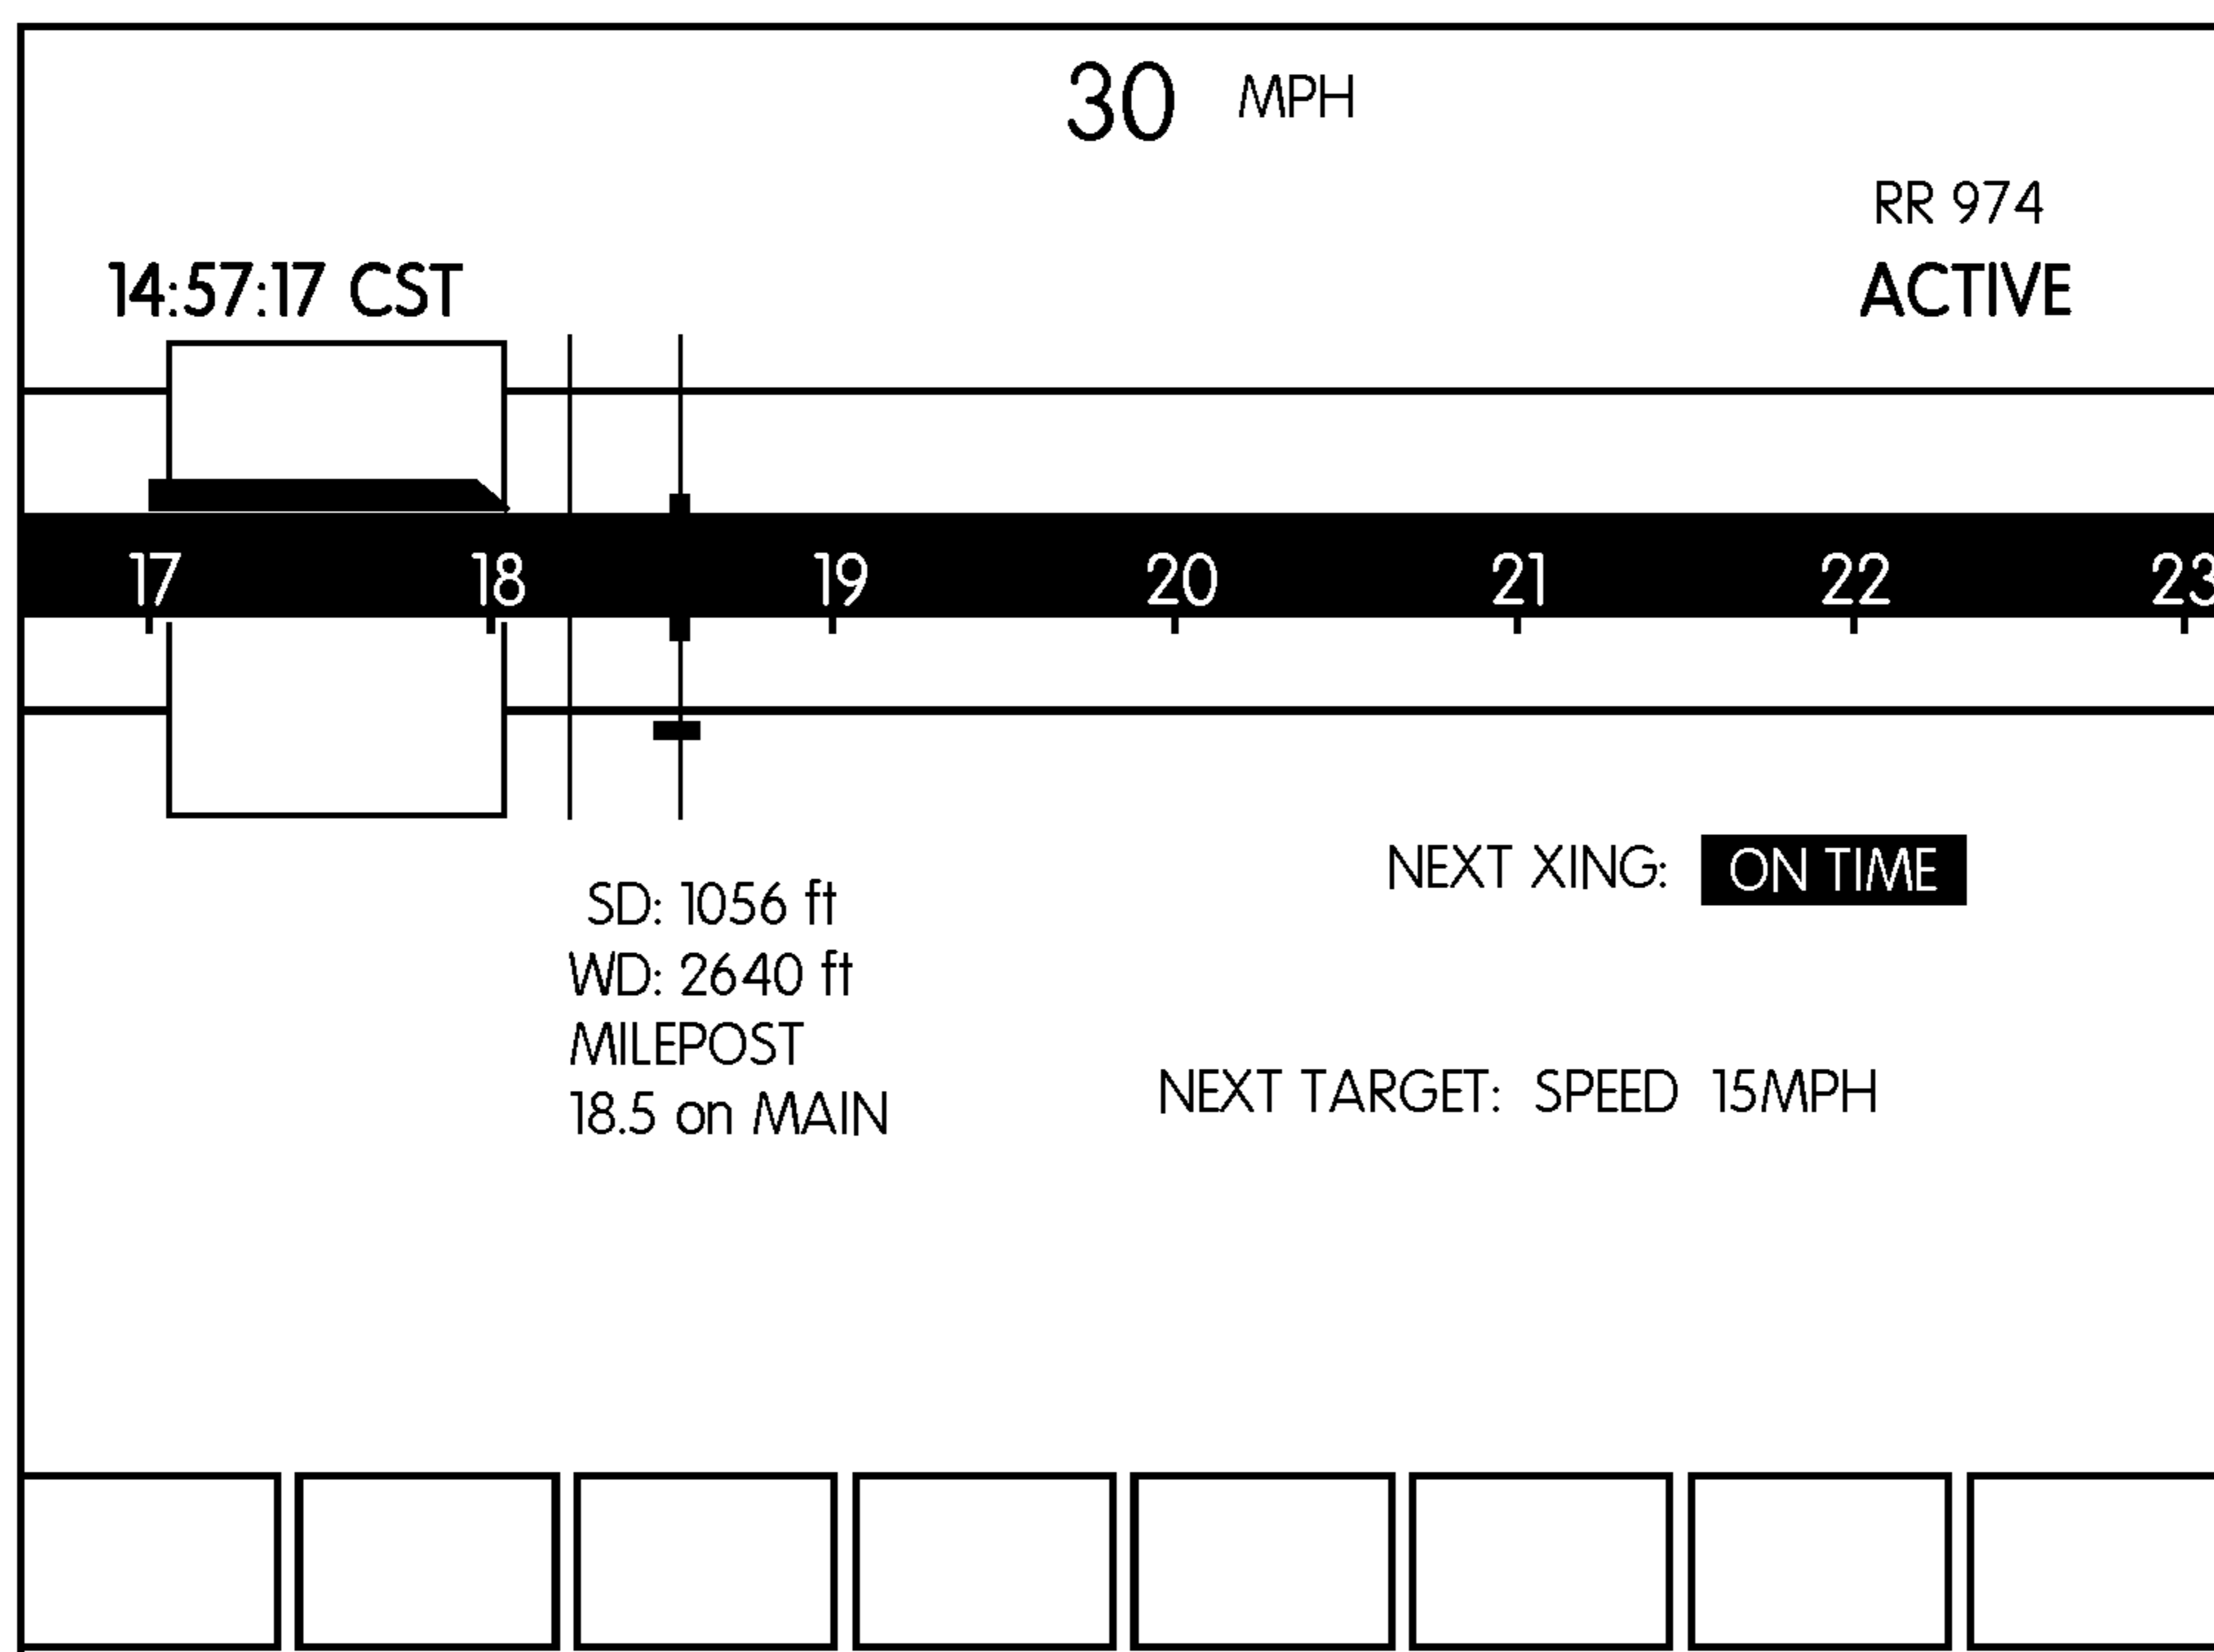 30 MPH
RR 974
14:57:17 CST ACTIVE
17 18 19 20 21 22 23
NEXT XING: ON TIME
SD: 1056 ft
WD: 2640 ft
MILEPOST
18.5 on MAIN
NEXT TARGET: SPEED 15MPH